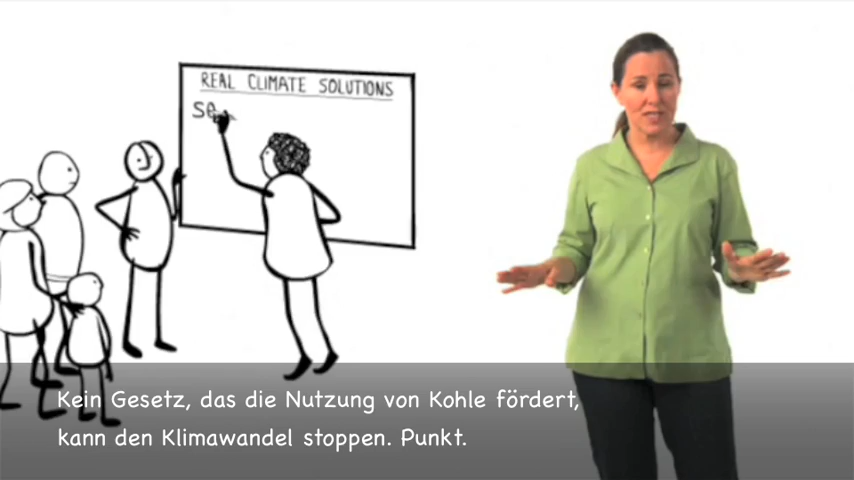 REAL CLIMATE SOLUTIONS
Kein Gesetz, das die Nutzung von Kohle fördert,
kann den Klimawandel stoppen. Punkt.